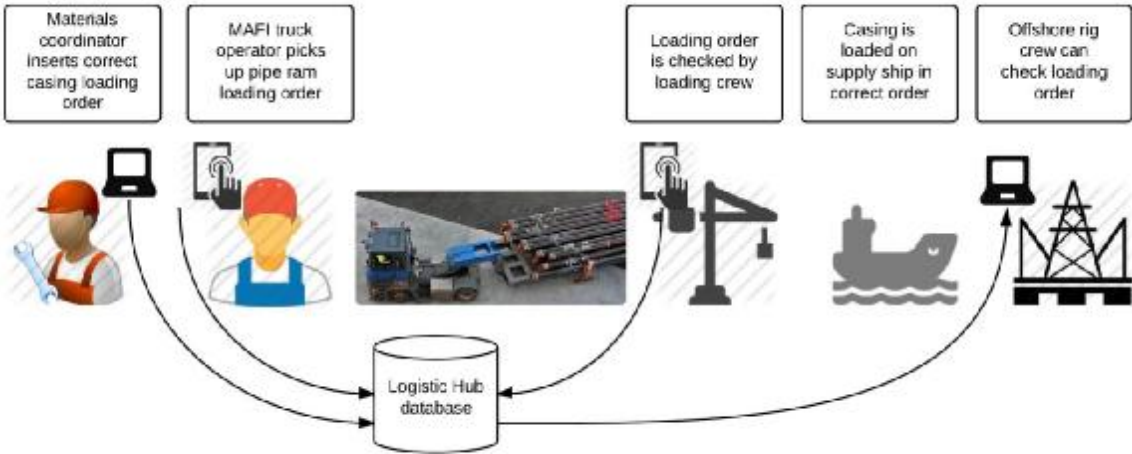 Materials
coordinator
inserts correct
casing loading
order
MAFI truck
operator picks
up pipe ram
loading order
Loading order
is checked by
loading crew
Casing is
loaded on
supply ship in
correct order
Offshore rig
crew can
check loading
order
Logistic Hub
database